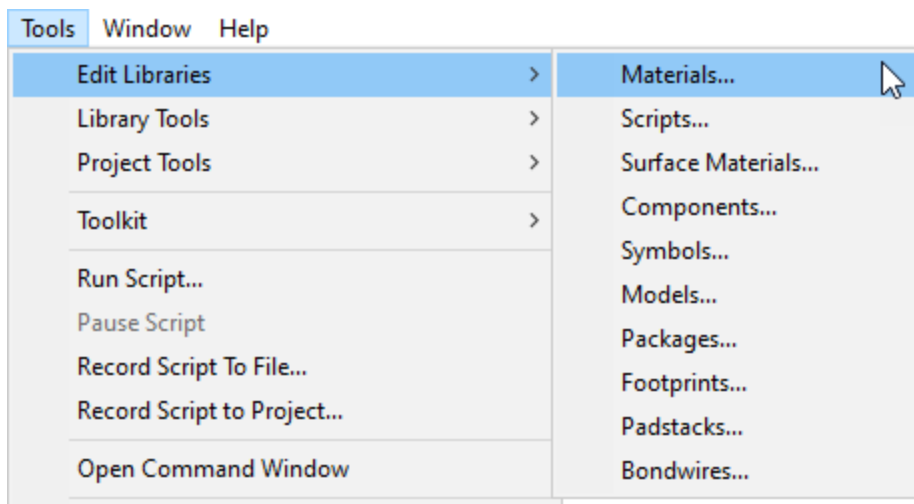 Tools Window Help
Edit Libraries
Library Tools
Project Tools
Toolkit
Run Script...
Pause Script
Record Script To File...
Record Script to Project...
Open Command Window
Materials...
Scripts...
Surface Materials...
Components...
Symbols...
Models...
Packages...
Footprints...
Padstacks...
Bondwires...